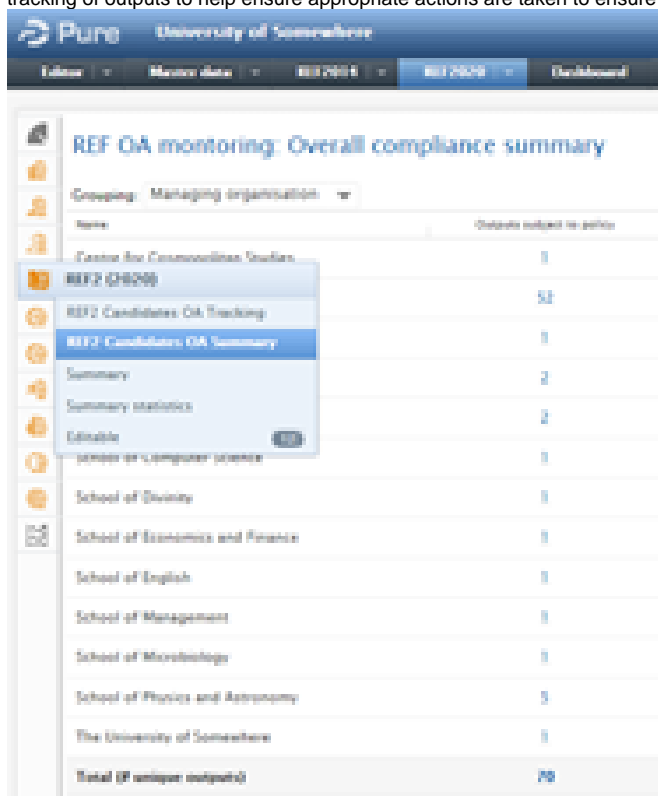 tracking of outputs to help ensure appropriate actions are taken to ensure
Pure University of Somewhere
Editor Master data REF2014 REF2020 Dashboard
REF OA montoring: Overall compliance summary
Grouping: Managing organisation
Name Outputs subject to policy
Centre for Cosmopolitan Studies 1
REF2 (2020)
52
REF2 Candidates OA Tracking
1
REF2 Candidates OA Summary
Summary 2
Summary statistics
2
Editable
School of Computer Science 1
School of Divinity 1
School of Economics and Finance 1
School of English 1
School of Management 1
School of Microbiology 1
School of Physics and Astronomy 5
The University of Somewhere 1
Total (# unique outputs) 70